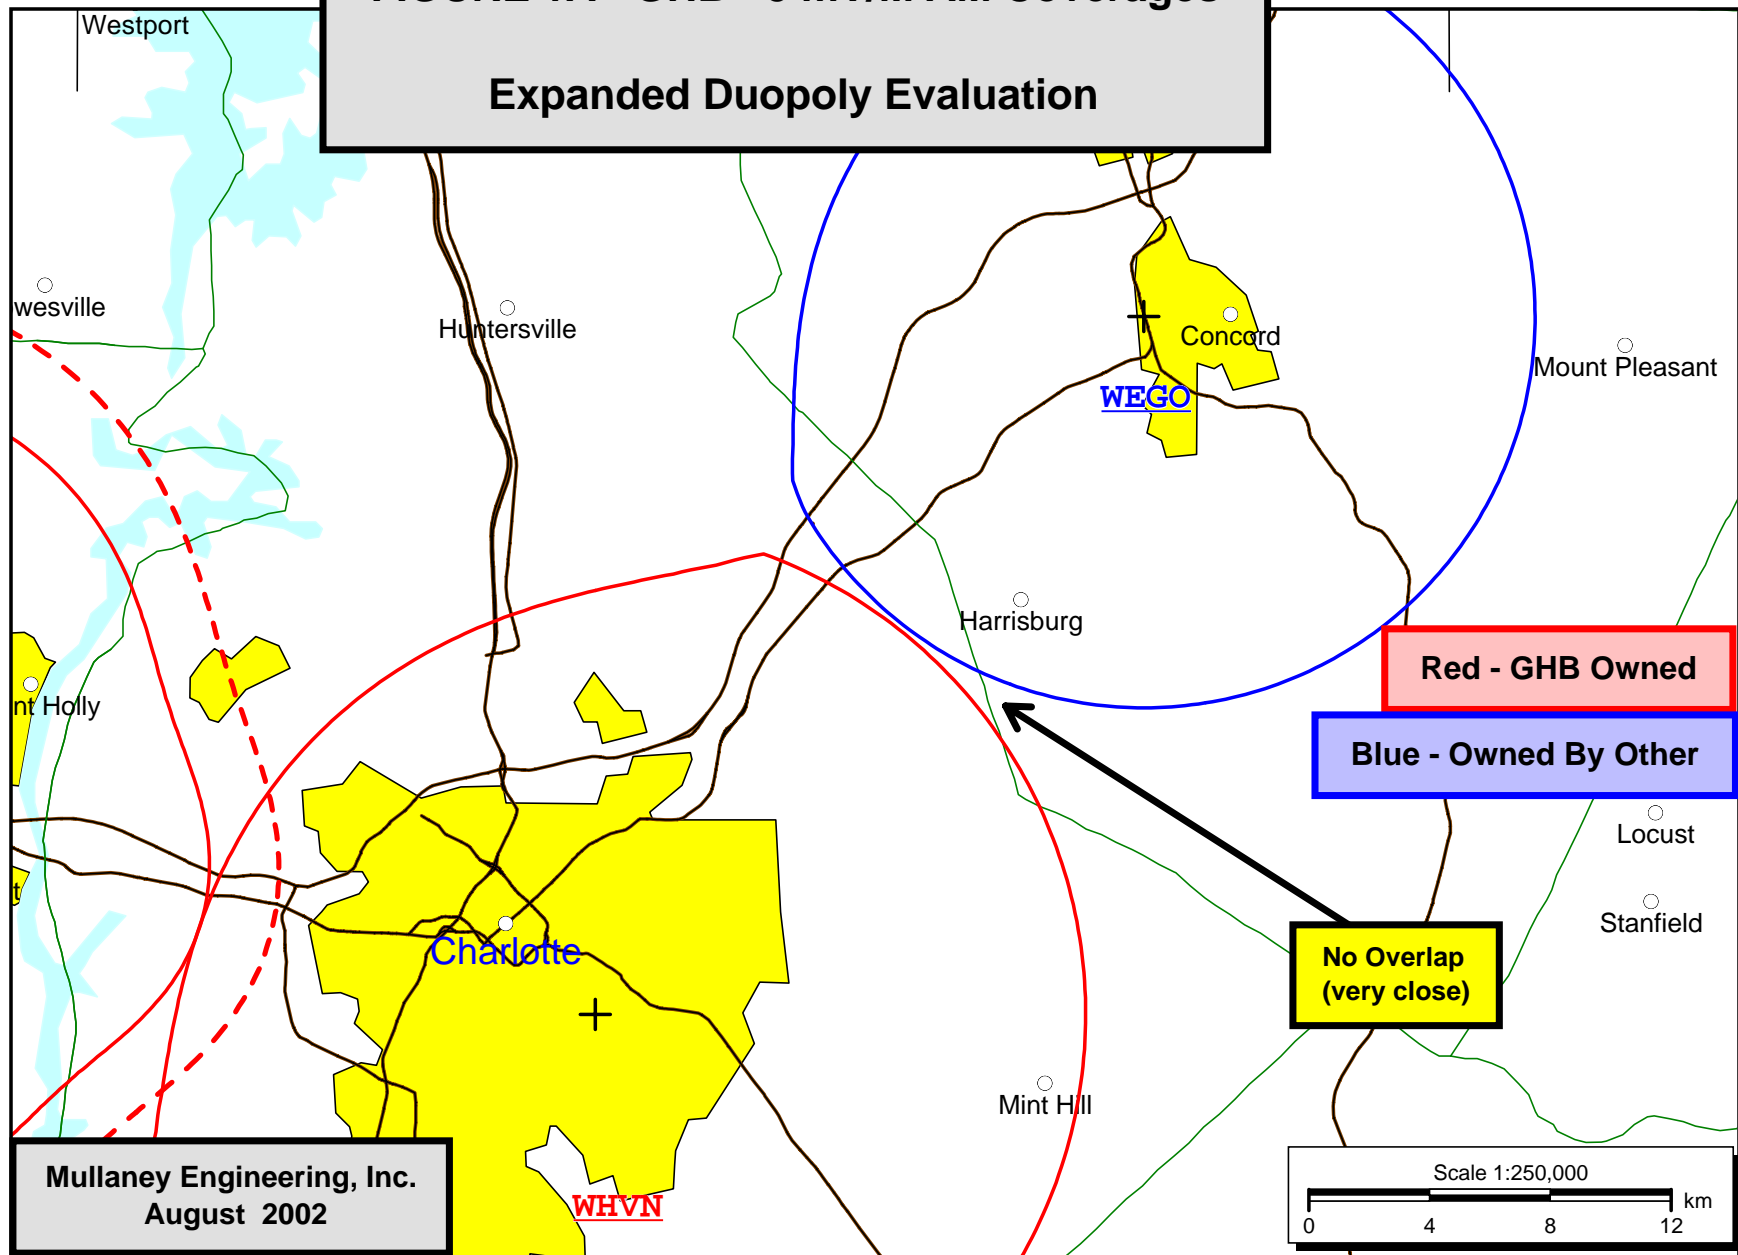 Westport
Expanded Duopoly Evaluation
wesville
Huntersville
Concord
Mount Pleasant
WEGO
Harrisburg
Red - GHB Owned
nt Holly
Blue - Owned By Other
Locust
t
Stanfield
Charlotte
No Overlap
(very close)
Mint Hill
Scale 1:250,000
km
0 4 8 12
Mullaney Engineering, Inc.
August 2002
WHVN